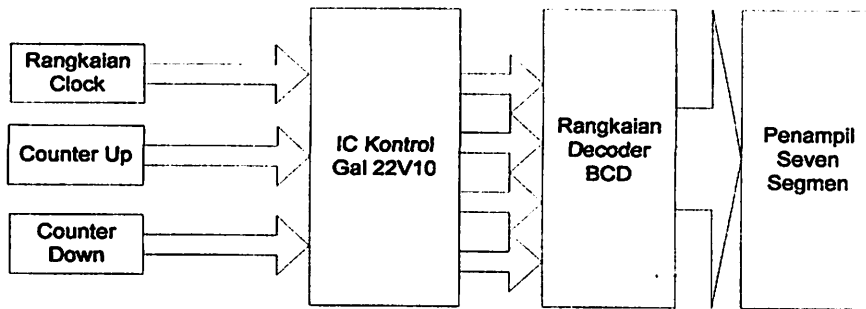 Rangkaian
Clock
Counter Up
Counter
Down
IC Kontrol
Gal 22V10
Rangkaian
Decoder
BCD
Penampil
Seven
Segmen